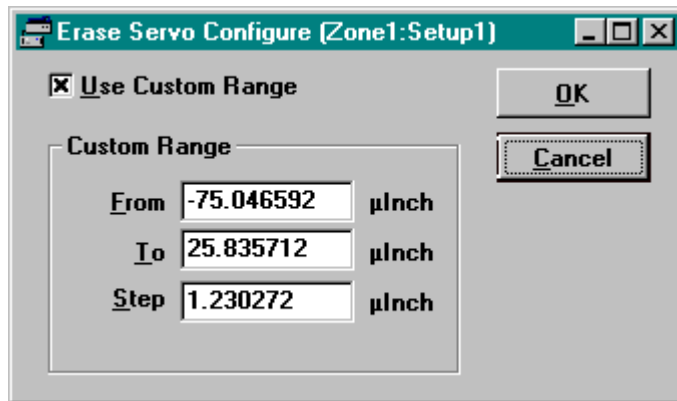 Erase Servo Configure (Zone1:Setup1)
Use Custom Range
OK
Custom Range
Cancel
From -75.046592 µInch
To 25.835712 µInch
Step 1.230272 µInch